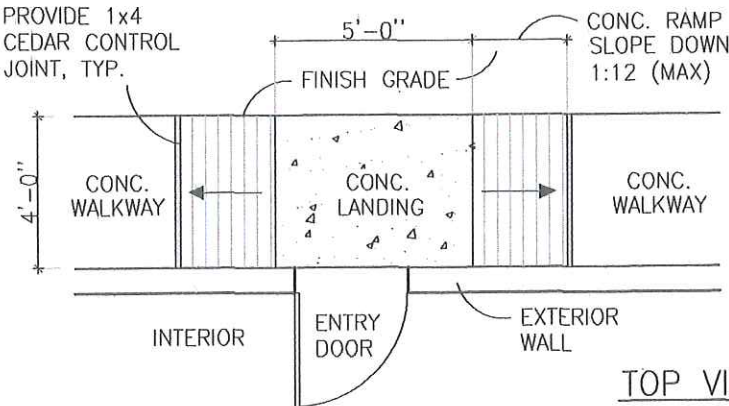 PROVIDE 1x4
CEDAR CONTROL
JOINT, TYP.
5'-0"
CONC. RAMP
SLOPE DOWN
1:12 (MAX)
FINISH GRADE
4'-0"
CONC.
WALKWAY
CONC.
LANDING
CONC.
WALKWAY
INTERIOR
ENTRY
DOOR
EXTERIOR
WALL
TOP VI